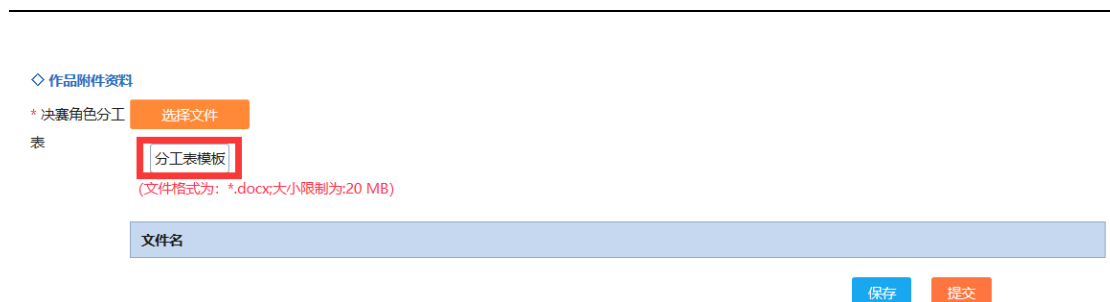 ◇ 作品附件资料
* 决赛角色分工 选择文件
表
分工表模板
(文件格式为：*.docx;大小限制为:20 MB)
文件名
保存 提交